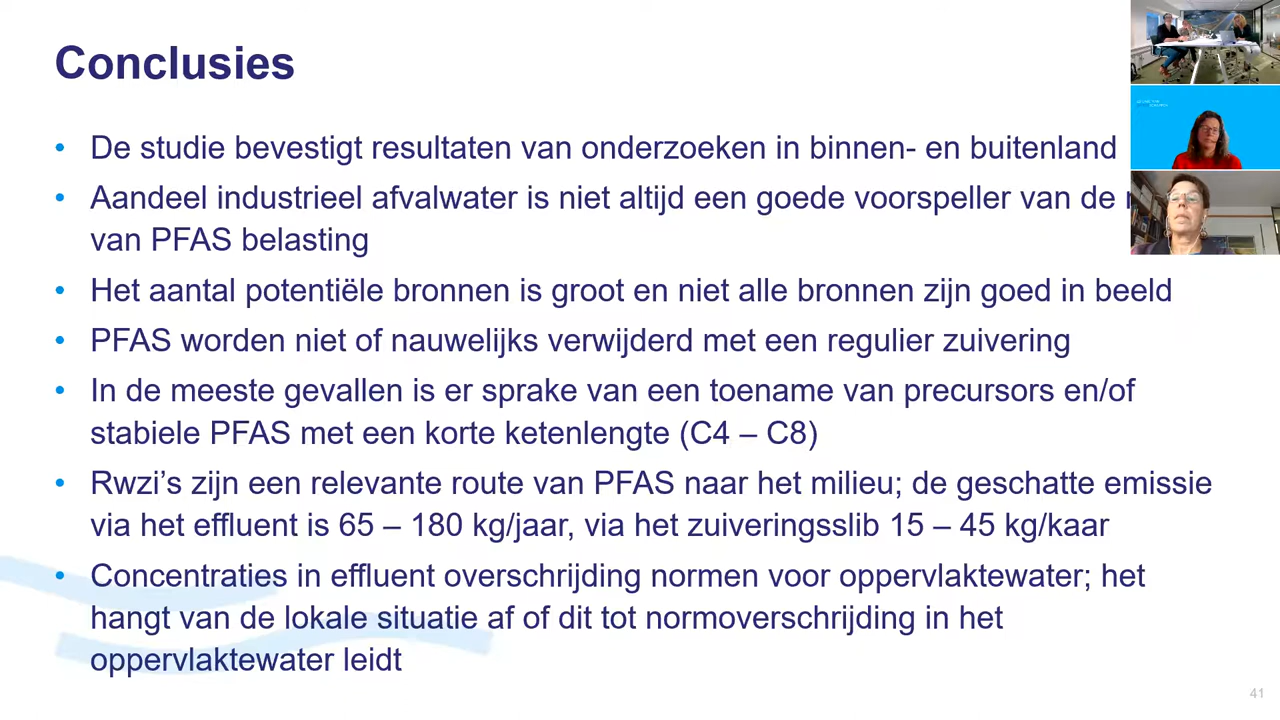 Conclusies
• De studie bevestigt resultaten van onderzoeken in binnen- en buitenland
• Aandeel industrieel afvalwater is niet altijd een goede voorspeller van de
van PFAS belasting
• Het aantal potentiële bronnen is groot en niet alle bronnen zijn goed in beeld
• PFAS worden niet of nauwelijks verwijderd met een regulier zuivering
• In de meeste gevallen is er sprake van een toename van precursors en/of
stabiele PFAS met een korte ketenlengte (C4 – C8)
• Rwzi’s zijn een relevante route van PFAS naar het milieu; de geschatte emissie
via het effluent is 65 – 180 kg/jaar, via het zuiveringsslib 15 – 45 kg/kaar
• Concentraties in effluent overschrijding normen voor oppervlaktewater; het
hangt van de lokale situatie af of dit tot normoverschrijding in het
oppervlaktewater leidt
41